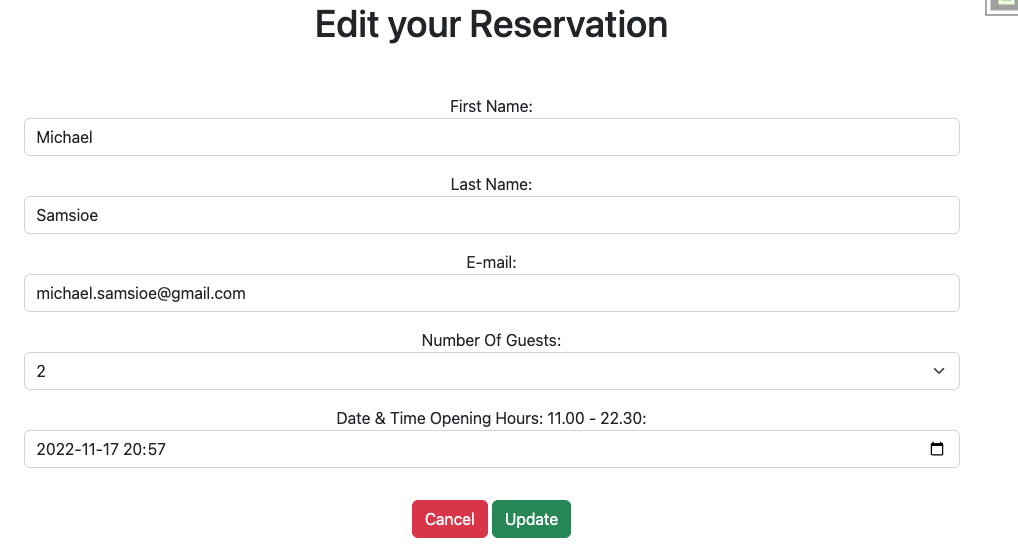 Edit your Reservation
First Name:
Michael
Last Name:
Samsioe
E-mail:
michael.samsioe@gmail.com
Number Of Guests:
2
Date & Time Opening Hours: 11.00 - 22.30:
2022-11-17 20:57
Cancel Update